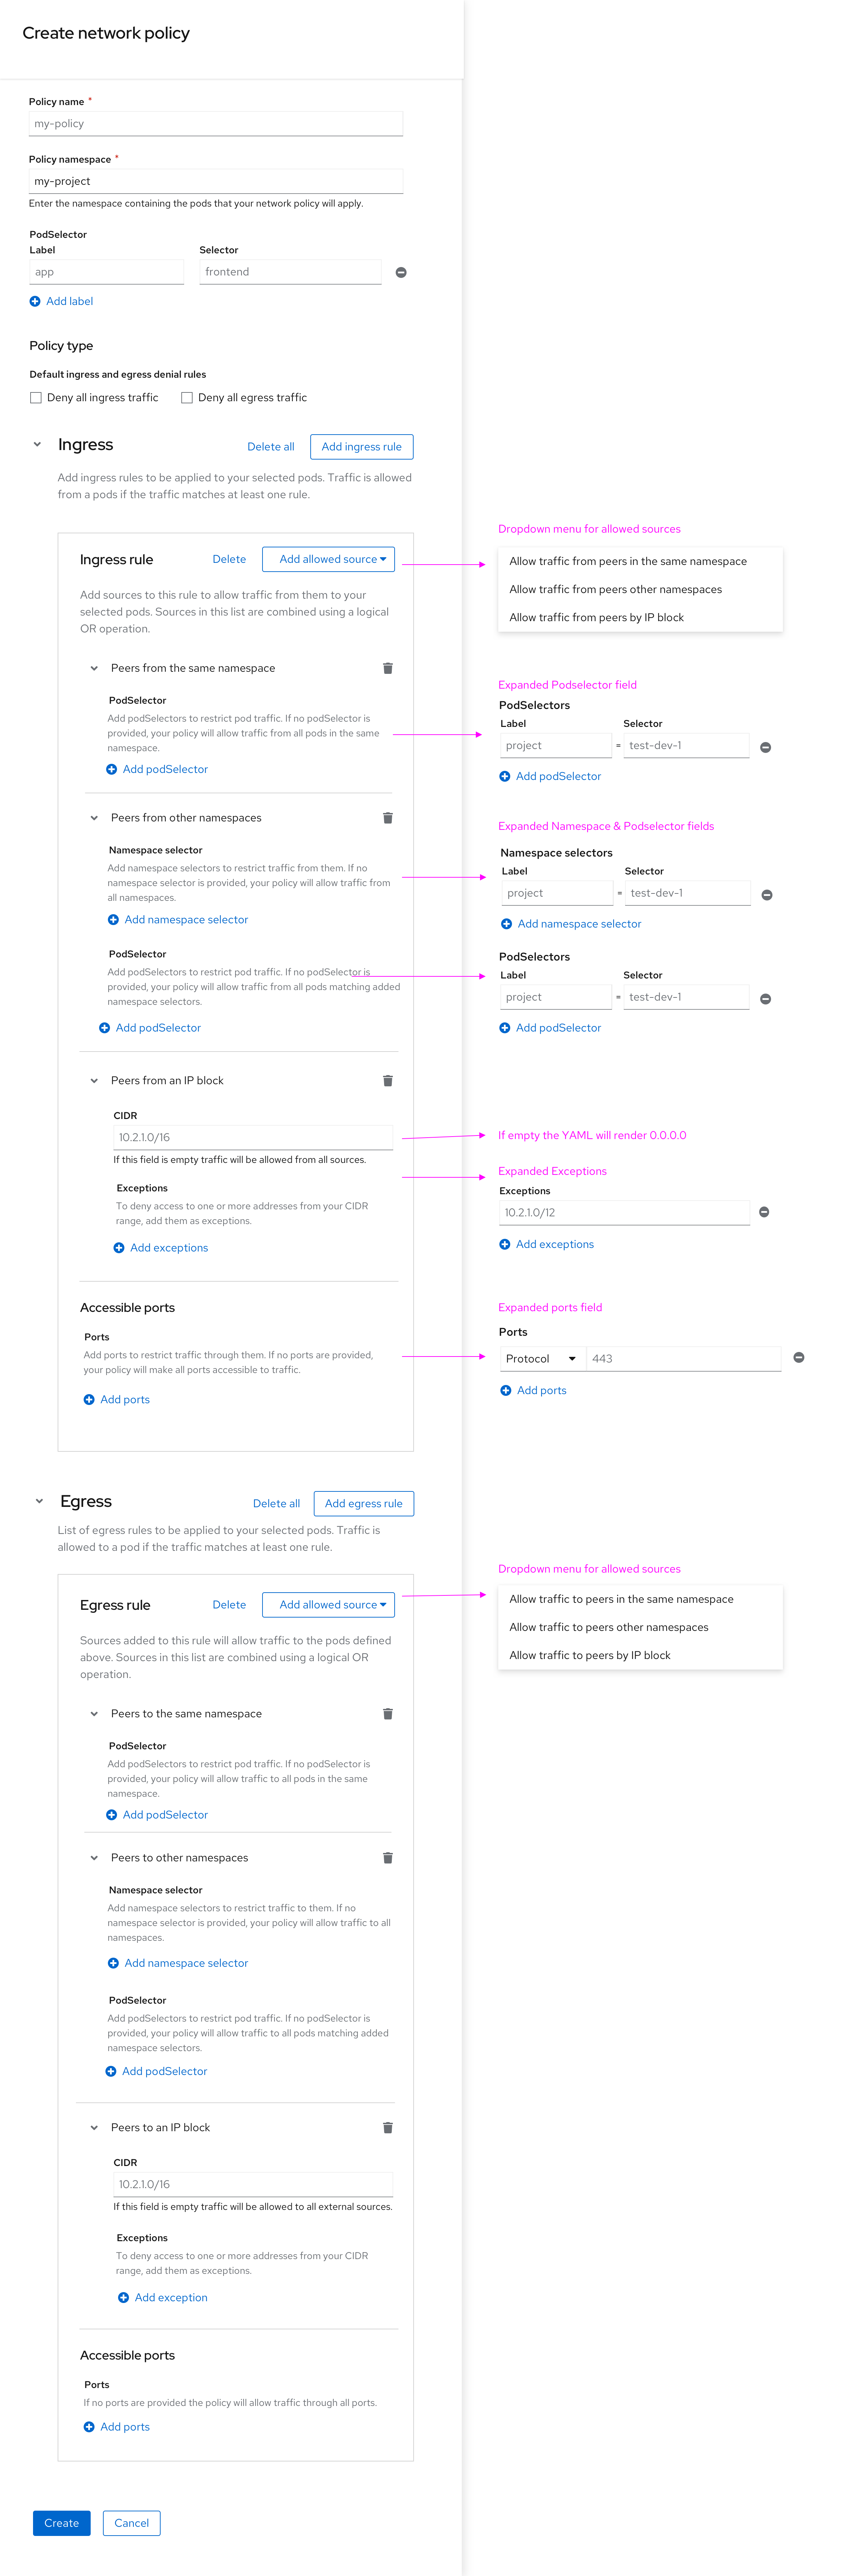 Create network policy
Policy name *
my-policy
Policy namespace *
my-project
Enter the namespace containing the pods that your network policy will apply.
PodSelector
Label Selector
app frontend
Add label
Policy type
Default ingress and egress denial rules
Deny all ingress traffic Deny all egress traffic
Ingress Delete all Add ingress rule
Add ingress rules to be applied to your selected pods. Traffic is allowed
from a pods if the traffic matches at least one rule.
Ingress rule Delete Add allowed source
Add sources to this rule to allow traffic from them to your
selected pods. Sources in this list are combined using a logical
OR operation.
Peers from the same namespace
PodSelector
Add podSelectors to restrict pod traffic. If no podSelector is
provided, your policy will allow traffic from all pods in the same
namespace.
Add podSelector
Peers from other namespaces
Namespace selector
Add namespace selectors to restrict traffic from them. If no
namespace selector is provided, your policy will allow traffic from
all namespaces.
Add namespace selector
PodSelector
Add podSelectors to restrict pod traffic. If no podSelector is
provided, your policy will allow traffic from all pods matching added
namespace selectors.
Add podSelector
Peers from an IP block
CIDR
10.2.1.0/16
If this field is empty traffic will be allowed from all sources.
Exceptions
To deny access to one or more addresses from your CIDR
range, add them as exceptions.
Add exceptions
Accessible ports
Ports
Add ports to restrict traffic through them. If no ports are provided,
your policy will make all ports accessible to traffic.
Add ports
Egress Delete all Add egress rule
List of egress rules to be applied to your selected pods. Traffic is
allowed to a pod if the traffic matches at least one rule.
Egress rule Delete Add allowed source
Sources added to this rule will allow traffic to the pods defined
above. Sources in this list are combined using a logical OR
operation.
Peers to the same namespace
PodSelector
Add podSelectors to restrict pod traffic. If no podSelector is
provided, your policy will allow traffic to all pods in the same
namespace.
Add podSelector
Peers to other namespaces
Namespace selector
Add namespace selectors to restrict traffic to them. If no
namespace selector is provided, your policy will allow traffic to all
namespaces.
Add namespace selector
PodSelector
Add podSelectors to restrict pod traffic. If no podSelector is
provided, your policy will allow traffic to all pods matching added
namespace selectors.
Add podSelector
Peers to an IP block
CIDR
10.2.1.0/16
If this field is empty traffic will be allowed to all external sources.
Exceptions
To deny access to one or more addresses from your CIDR
range, add them as exceptions.
Add exception
Accessible ports
Ports
If no ports are provided the policy will allow traffic through all ports.
Add ports
Create Cancel
Dropdown menu for allowed sources
Allow traffic from peers in the same namespace
Allow traffic from peers other namespaces
Allow traffic from peers by IP block
Expanded Podselector field
PodSelectors
Label Selector
project = test-dev-1
Add podSelector
Expanded Namespace & Podselector fields
Namespace selectors
Label Selector
project = test-dev-1
Add namespace selector
PodSelectors
Label Selector
project = test-dev-1
Add podSelector
If empty the YAML will render 0.0.0.0
Expanded Exceptions
Exceptions
10.2.1.0/12
Add exceptions
Expanded ports field
Ports
Protocol 443
Add ports
Dropdown menu for allowed sources
Allow traffic to peers in the same namespace
Allow traffic to peers other namespaces
Allow traffic to peers by IP block